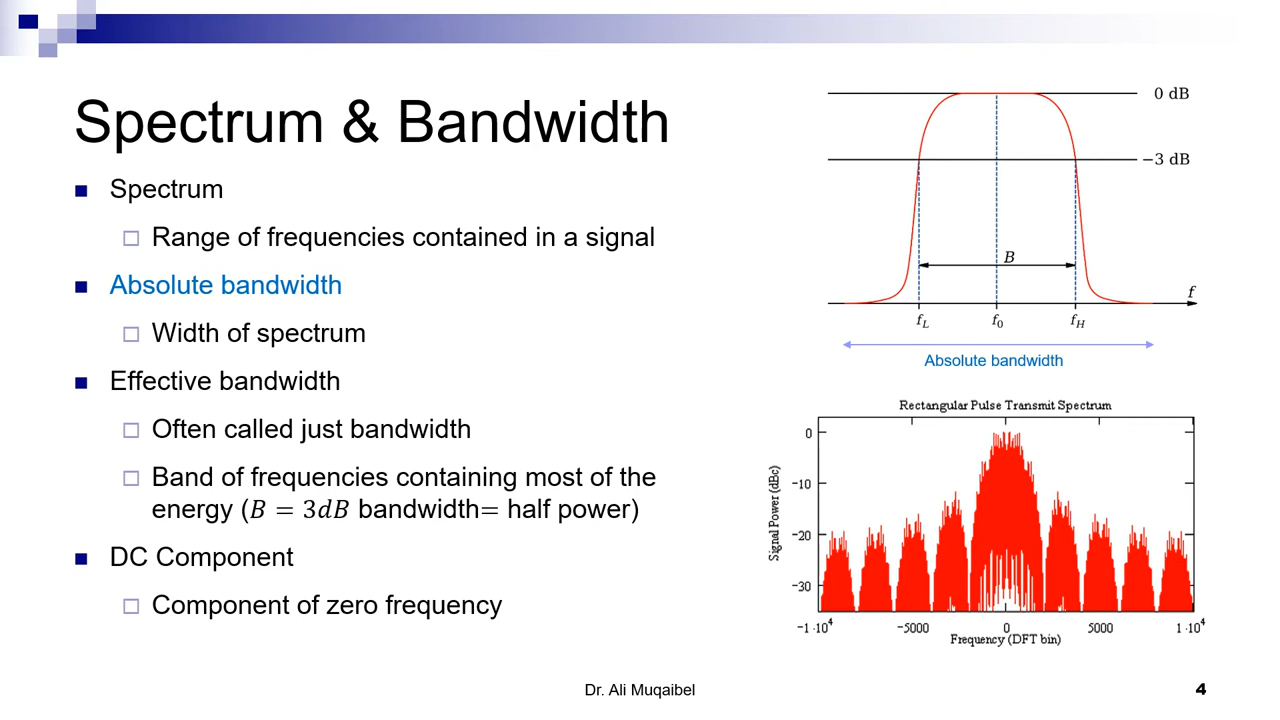 Spectrum & Bandwidth
Spectrum
Range of frequencies contained in a signal
Absolute bandwidth
Width of spectrum
Effective bandwidth
Often called just bandwidth
Band of frequencies containing most of the
energy (B = 3dB bandwidth= half power)
DC Component
Component of zero frequency
0 dB
−3 dB
B
f
f_L f_0 f_H
Absolute bandwidth
Rectangular Pulse Transmit Spectrum
Signal Power (dBc)
0
−10
−20
−30
−1·10⁴ −5000 0 5000 1·10⁴
Frequency (DFT bin)
Dr. Ali Muqaibel
4